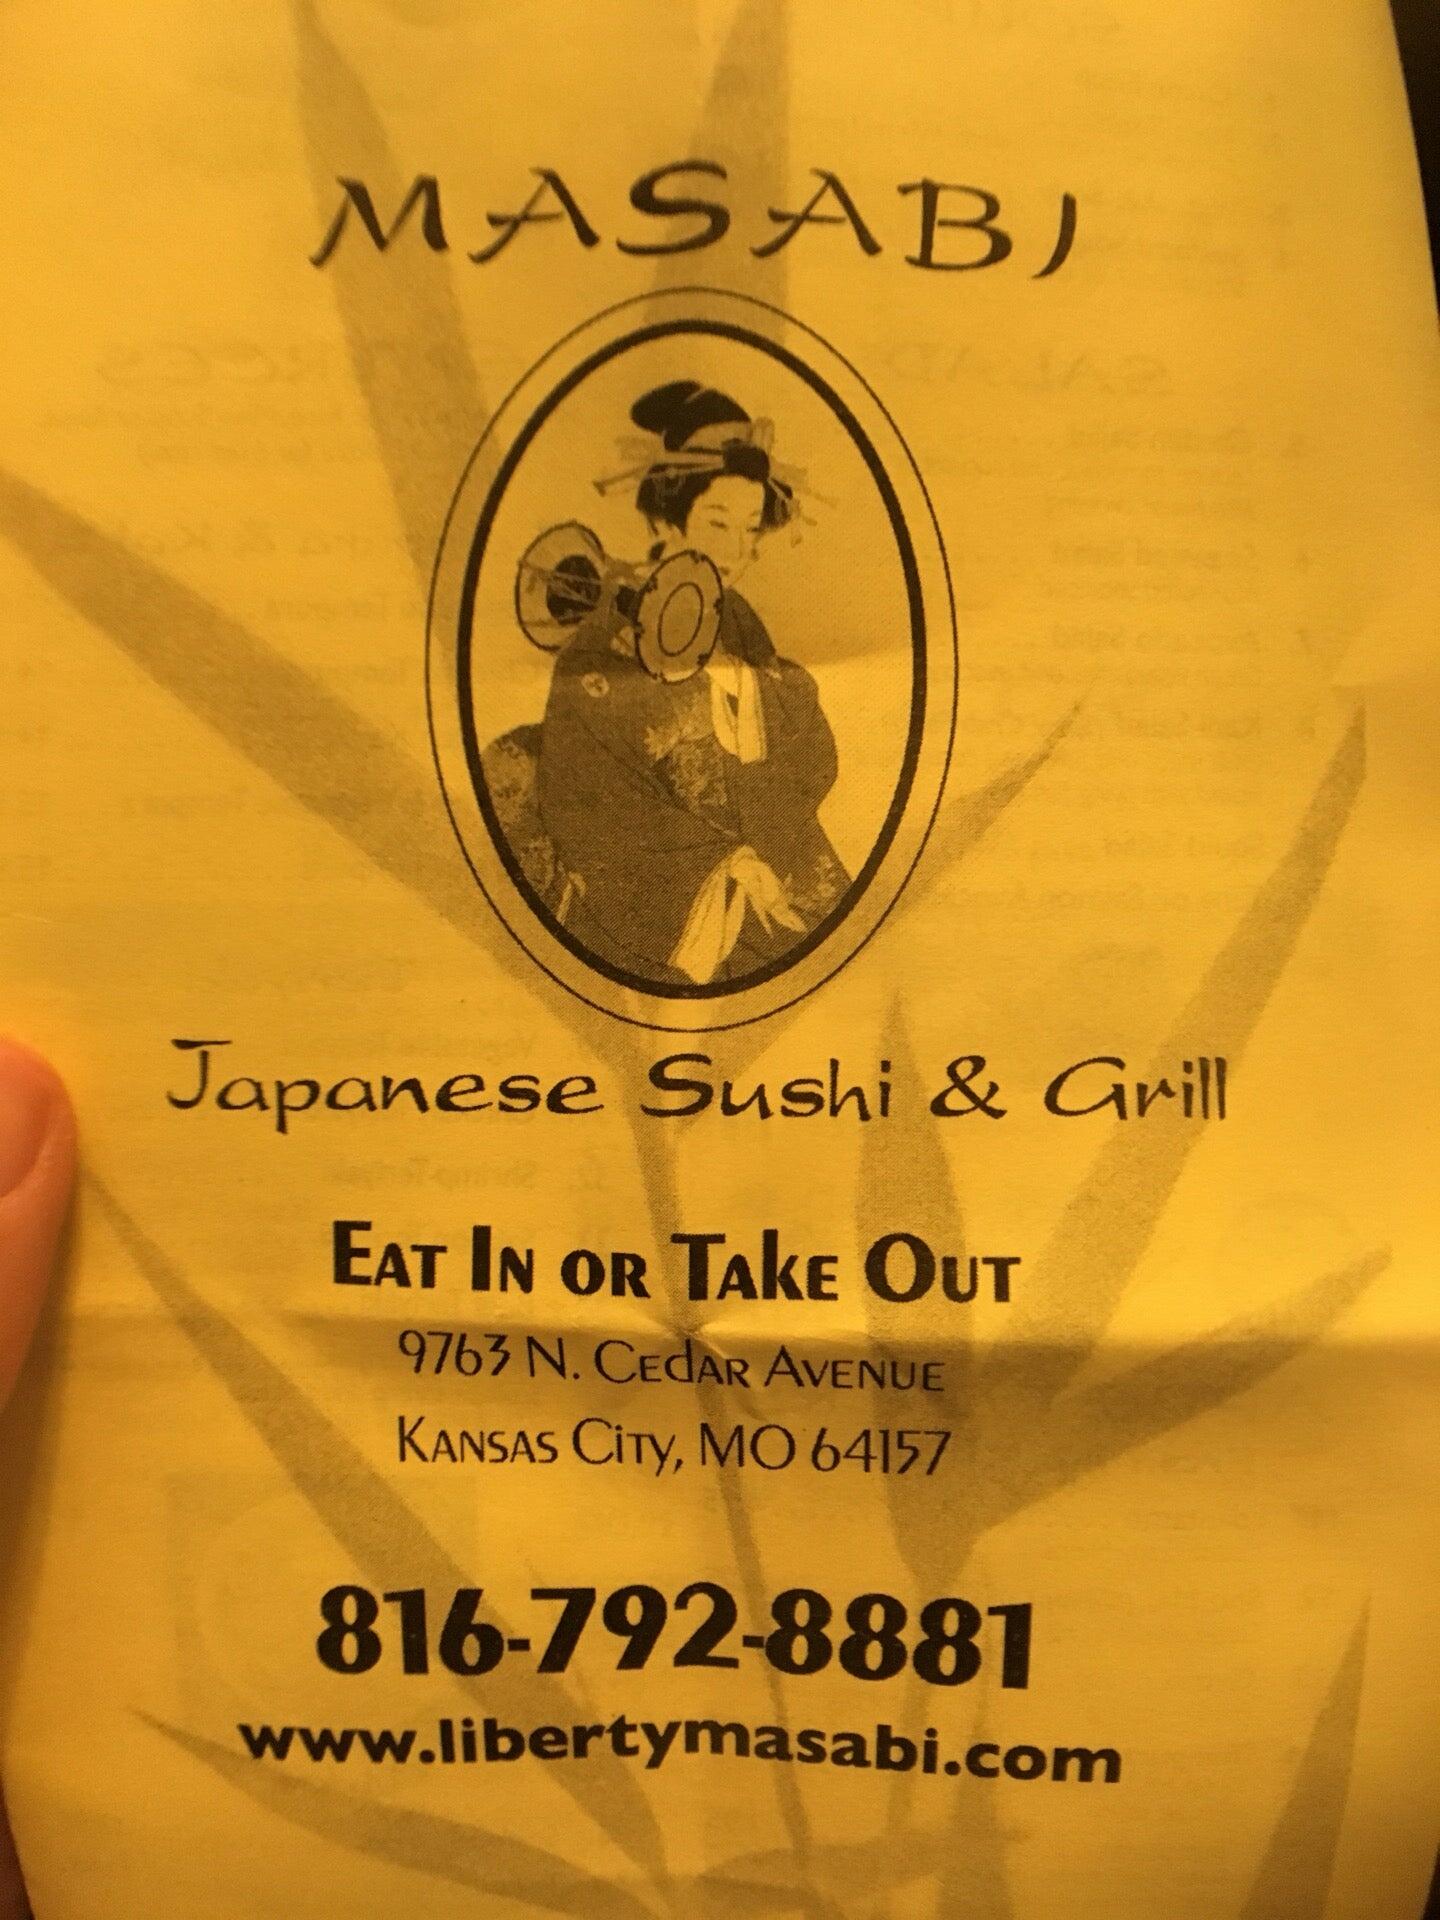 MASABI
Japanese Sushi & Grill
EAT IN OR TAKE OUT
9763 N. CEDAR AVENUE
KANSAS CITY, MO 64157
816-792-8881
www.libertymasabi.com